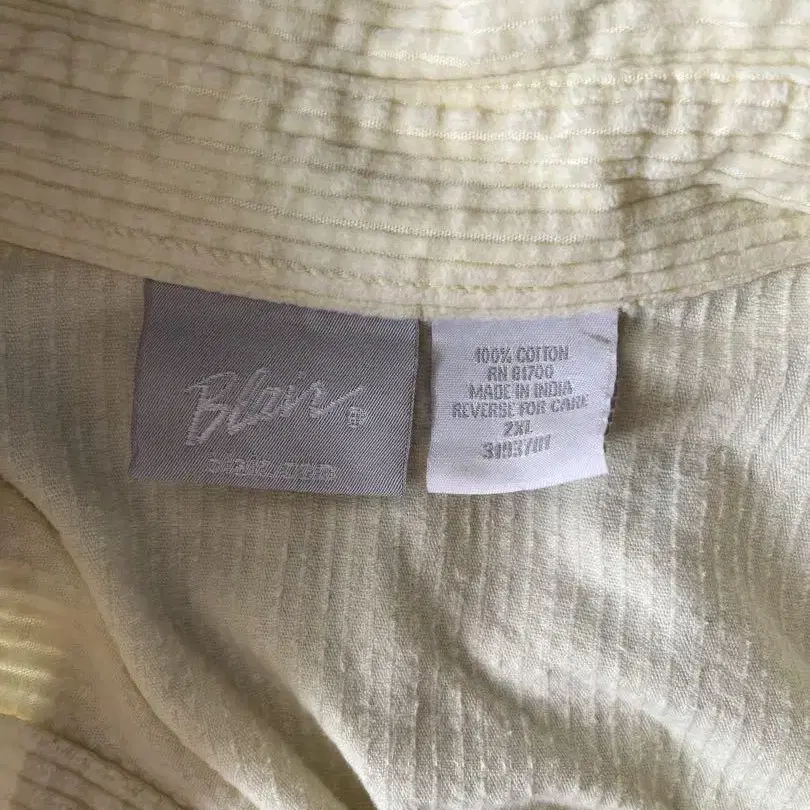 Blair®
100% COTTON
RN 81700
MADE IN INDIA
REVERSE FOR CARE
2XL